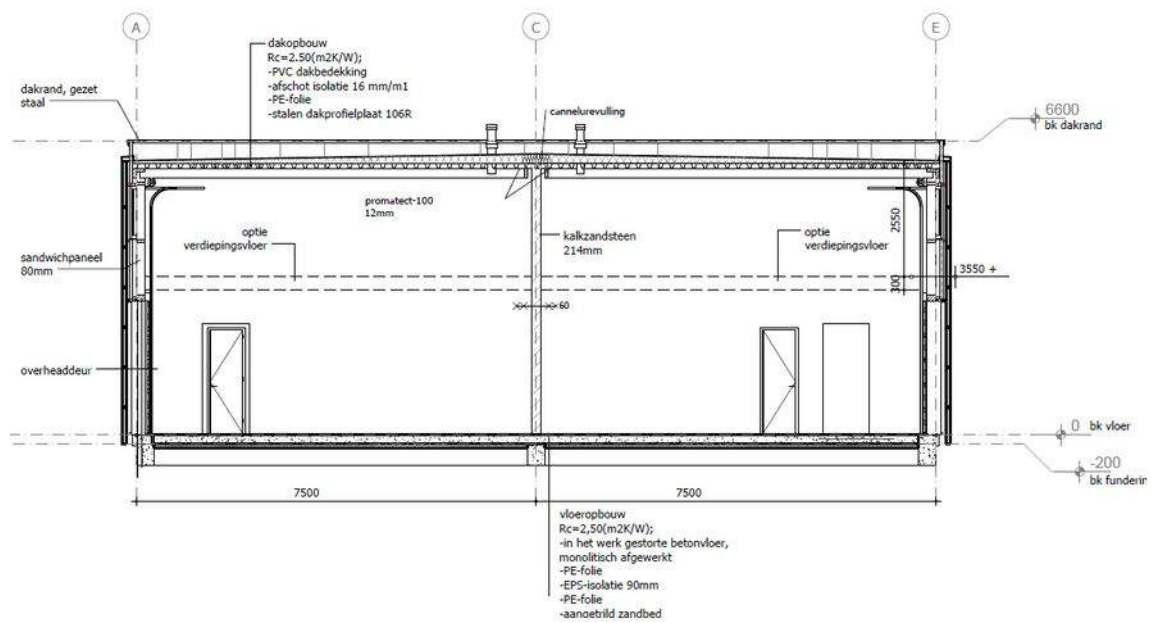 A
C
E
dakopbouw
Rc=2.50(m2K/W);
-PVC dakbedekking
-afschot isolatie 16 mm/m1
-PE-folie
-stalen dakprofielplaat 106R
dakrand, gezet
staal
cannelurevulling
6600
bk dakrand
promatect-100
12mm
optie
verdiepingsvloer
kalkzandsteen
214mm
optie
verdiepingsvloer
2550
sandwichpaneel
80mm
3550 +
300
60
overheaddeur
0 bk vloer
-200
bk funderin
7500
7500
vloeropbouw
Rc=2,50(m2K/W);
-in het werk gestorte betonvloer,
monolitisch afgewerkt
-PE-folie
-EPS-isolatie 90mm
-PE-folie
-aangetrild zandbed